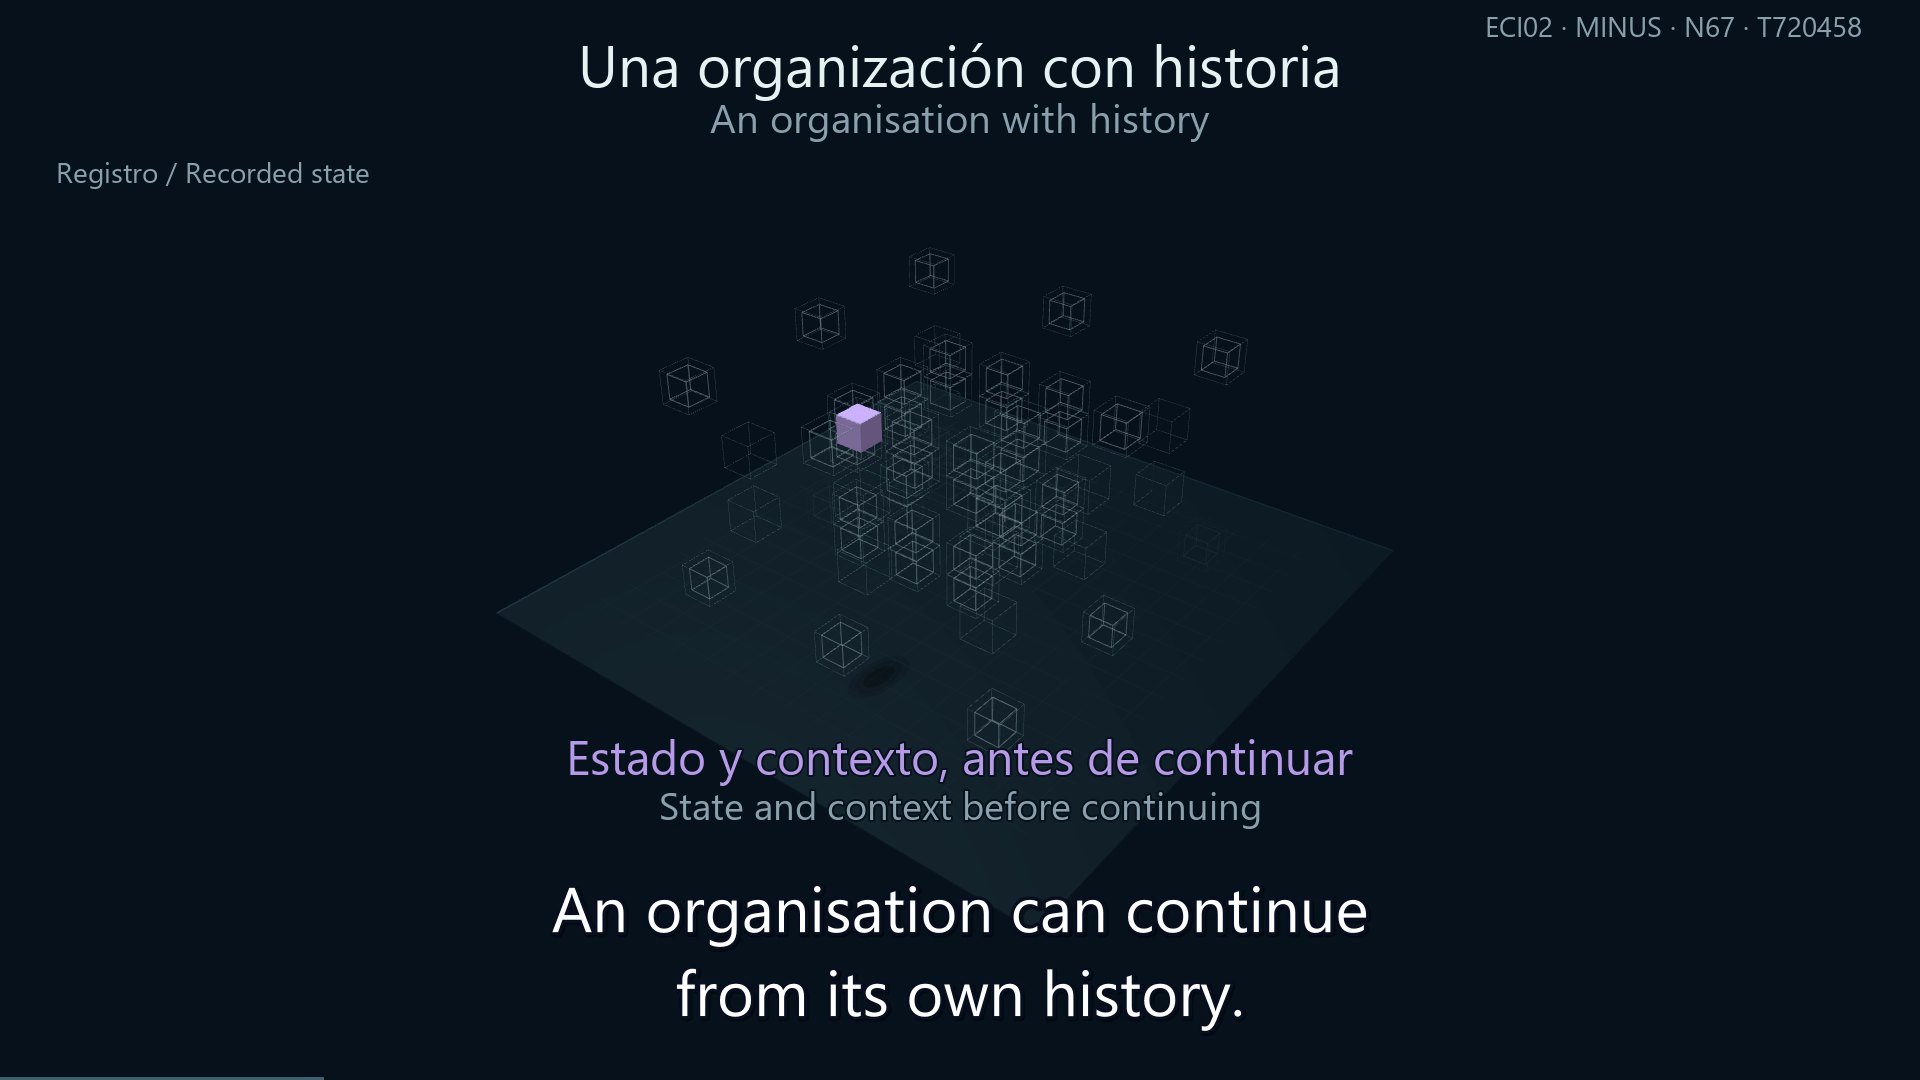 ECI02 · MINUS · N67 · T720458
Una organización con historia
An organisation with history
Registro / Recorded state
Estado y contexto, antes de continuar
State and context before continuing
An organisation can continue
from its own history.